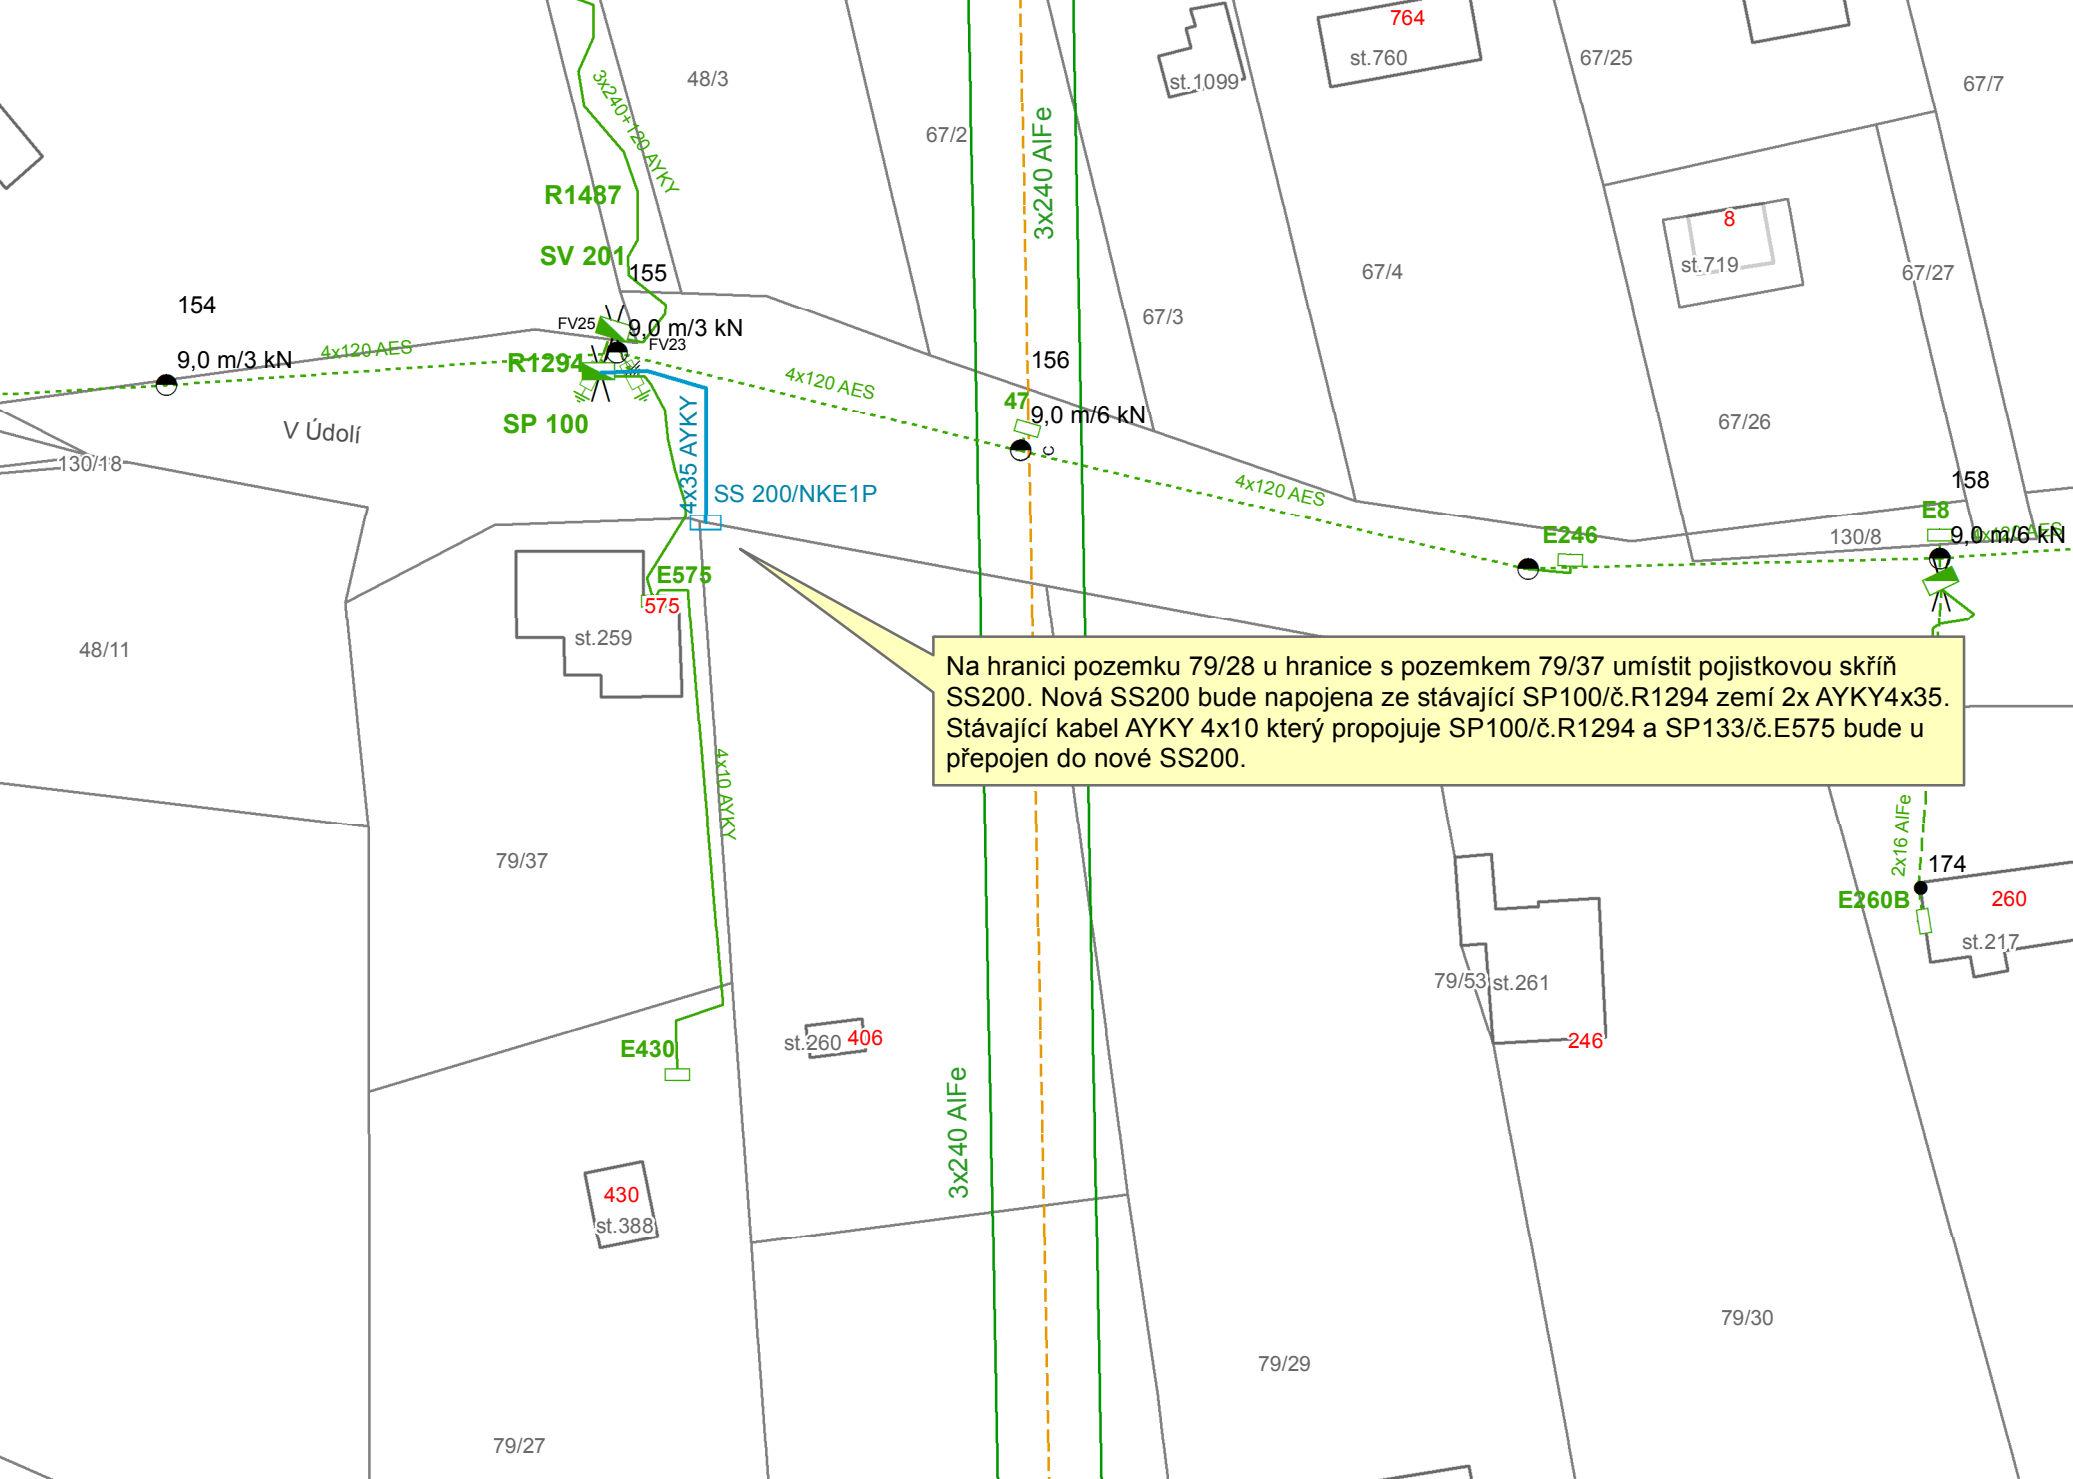 764
st.760
67/25
67/7
48/3
st.1099
67/2
3x240+120 AYKY
3x240 AlFe
R1487
8
SV 201
155
st.719
67/4
67/27
154
67/3
FV25
9,0 m/3 kN
FV23
9,0 m/3 kN
4x120 AES
R1294
156
4x120 AES
47
9,0 m/6 kN
SP 100
67/26
V Údolí
c
130/18
4x35 AYKY
SS 200/NKE1P
4x120 AES
158
E8
E246
130/8
9,0 m/6 kN
4x120 AES
E575
575
st.259
48/11
Na hranici pozemku 79/28 u hranice s pozemkem 79/37 umístit pojistkovou skříň
SS200. Nová SS200 bude napojena ze stávající SP100/č.R1294 zemí 2x AYKY4x35.
Stávající kabel AYKY 4x10 který propojuje SP100/č.R1294 a SP133/č.E575 bude u
přepojen do nové SS200.
4x10 AYKY
2x16 AlFe
79/37
174
E260B
260
st.217
79/53
st.261
E430
st.260
406
246
3x240 AlFe
430
st.388
79/30
79/29
79/27